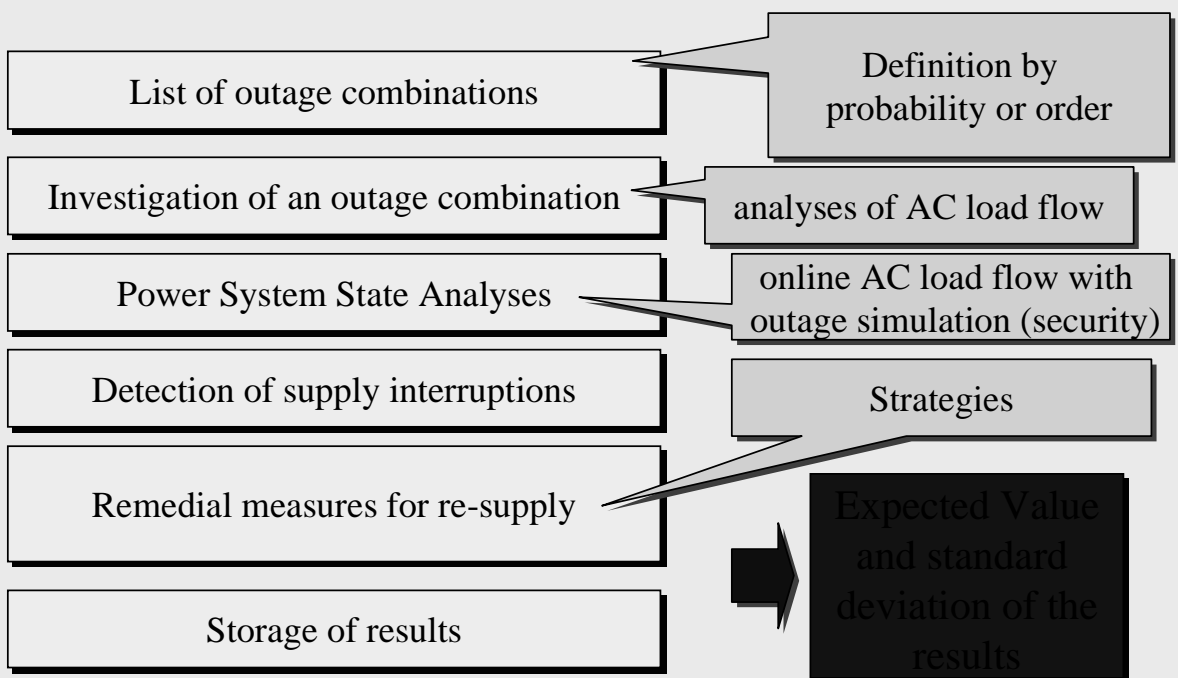 List of outage combinations
Definition by
probability or order
Investigation of an outage combination
analyses of AC load flow
Power System State Analyses
online AC load flow with
outage simulation (security)
Detection of supply interruptions
Strategies
Remedial measures for re-supply
Expected Value
and standard
deviation of the
results
Storage of results